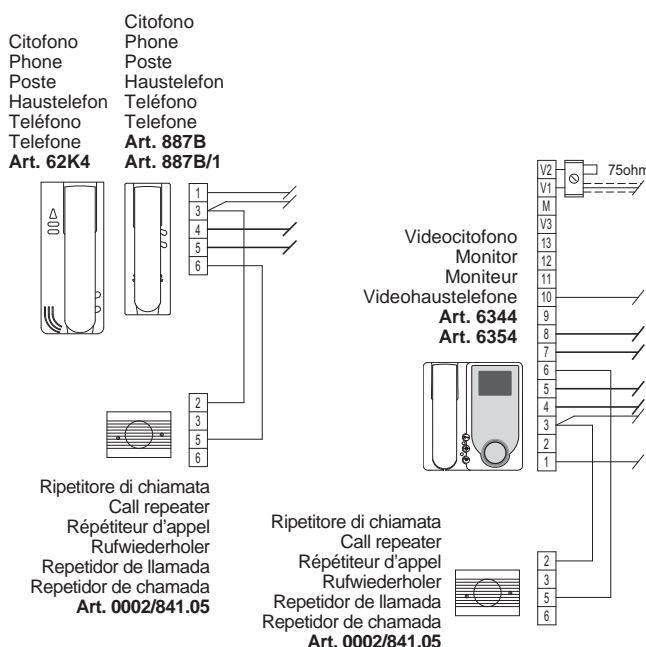 Citofono
Phone
Poste
Haustelefon
Teléfono
Telefone
Art. 62K4
Citofono
Phone
Poste
Haustelefon
Teléfono
Telefone
Art. 887B
Art. 887B/1
1
3
4
5
6
2
3
5
6
Ripetitore di chiamata
Call repeater
Répétiteur d'appel
Rufwiederholer
Repetidor de llamada
Repetidor de chamada
Art. 0002/841.05
Videocitofono
Monitor
Moniteur
Videohaustelefone
Art. 6344
Art. 6354
V2
V1
M
V3
13
12
11
10
9
8
7
6
5
4
3
2
1
75ohm
Ripetitore di chiamata
Call repeater
Répétiteur d'appel
Rufwiederholer
Repetidor de llamada
Repetidor de chamada
Art. 0002/841.05
2
3
5
6